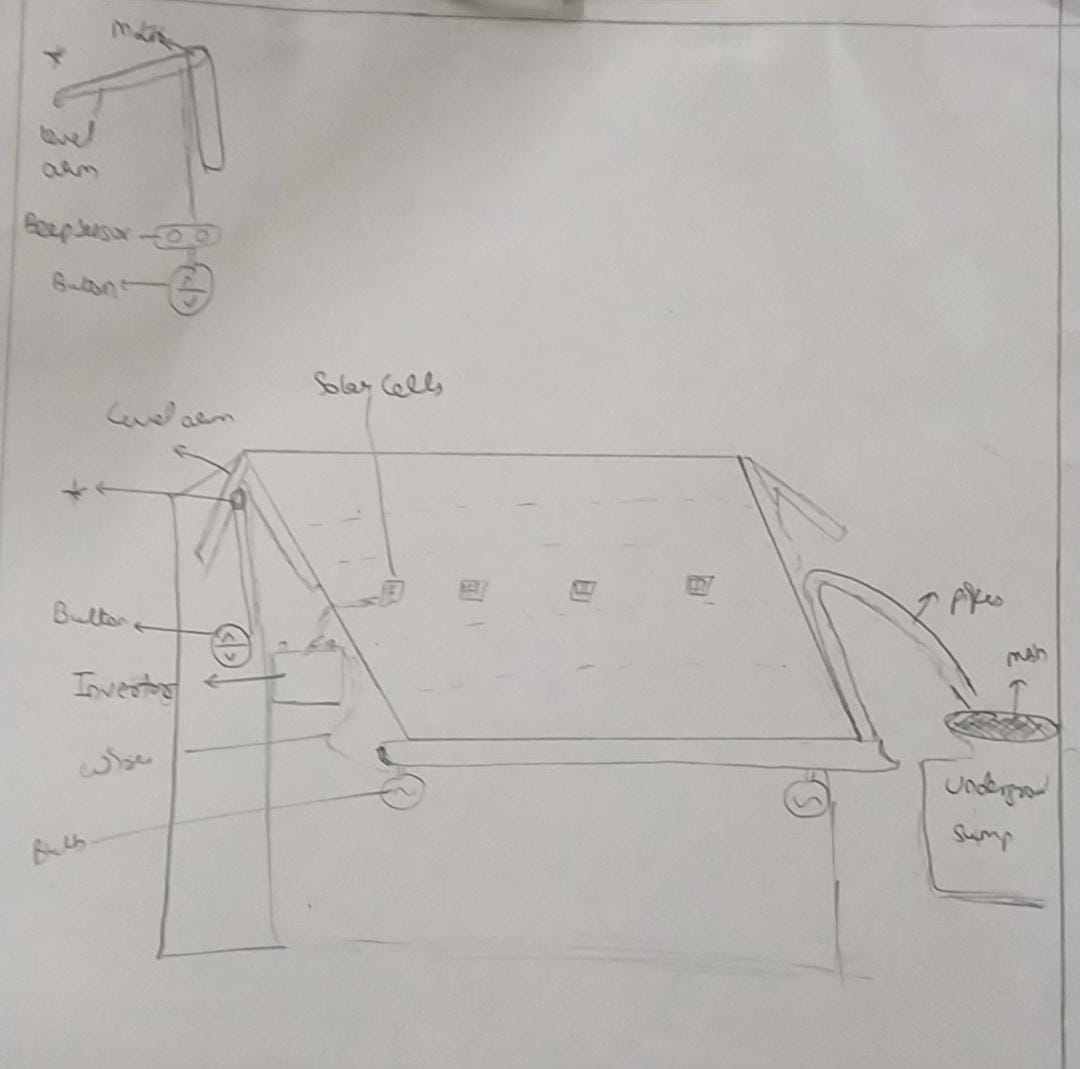 Motor
*
Level
arm
Beep sensor
Button
Solar Cells
Level arm
*
Button
Invertor
Wire
Bulb
pipes
mesh
Underground
Sump